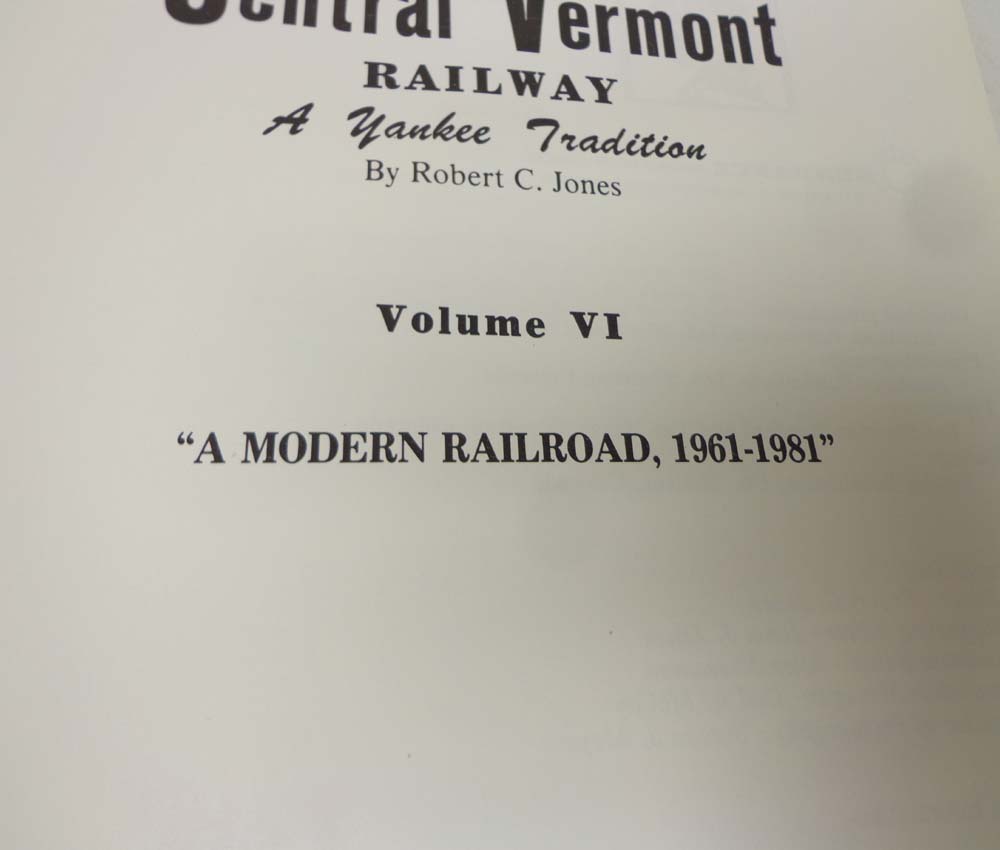 Central Vermont
RAILWAY
A Yankee Tradition
By Robert C. Jones
Volume VI
“A MODERN RAILROAD, 1961-1981”